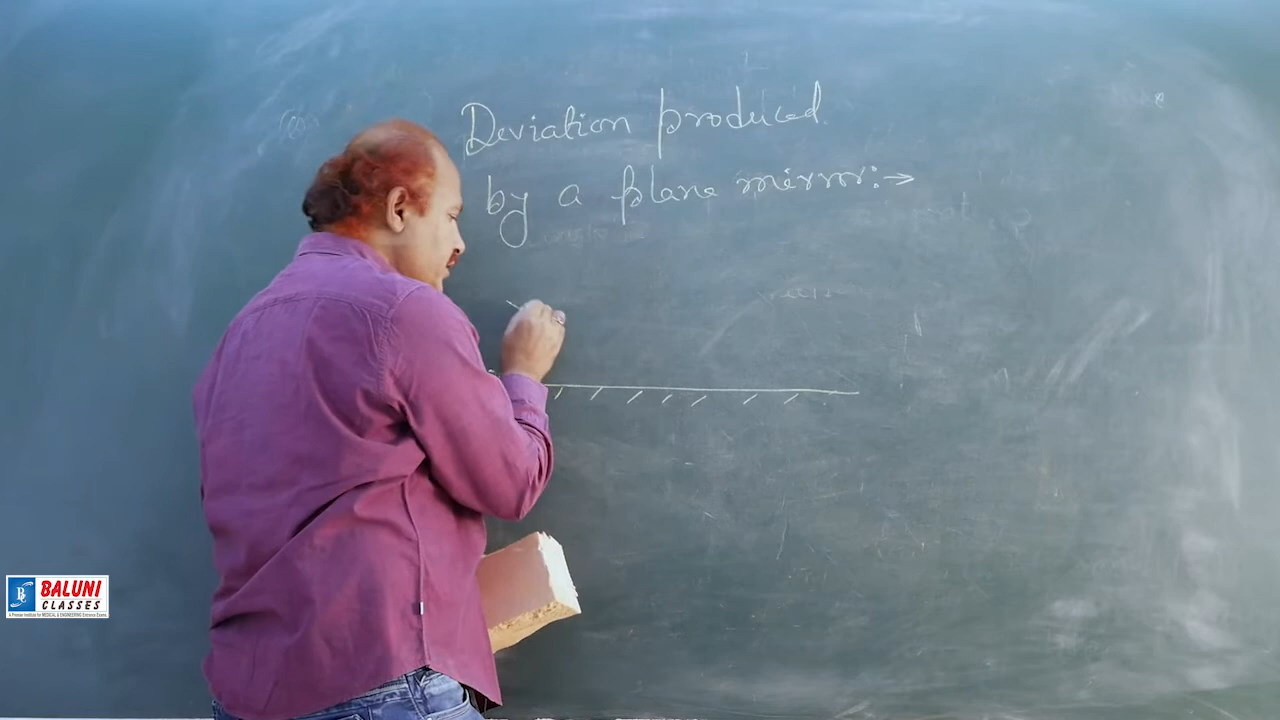 Deviation produced
by a plane mirror:→
BALUNI
CLASSES